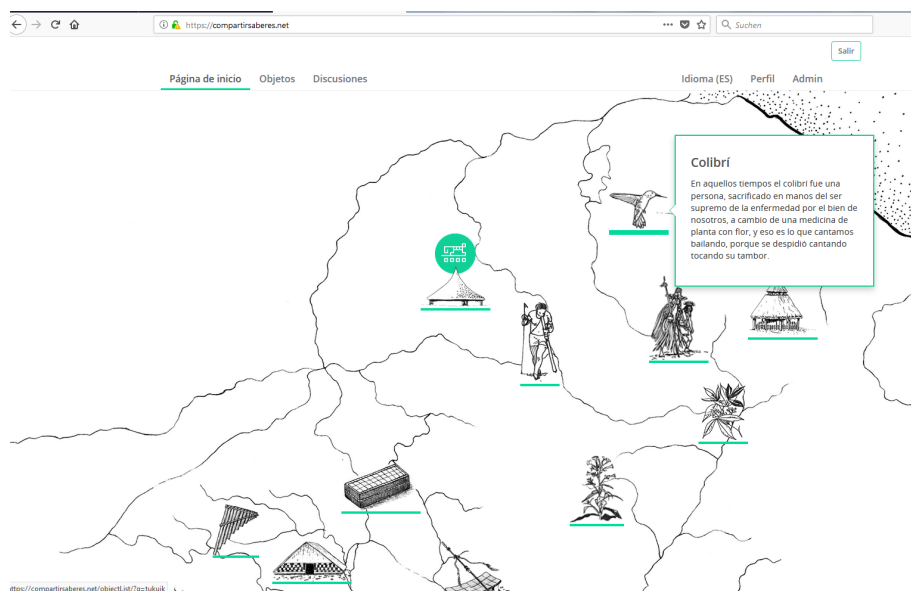 https://compartirsaberes.net
Suchen
Salir
Página de inicio Objetos Discusiones Idioma (ES) Perfil Admin
Colibrí
En aquellos tiempos el colibrí fue una
persona, sacrificado en manos del ser
supremo de la enfermedad por el bien de
nosotros, a cambio de una medicina de
planta con flor, y eso es lo que cantamos
bailando, porque se despidió cantando
tocando su tambor.
https://compartirsaberes.net/objectList/?q=tukuik